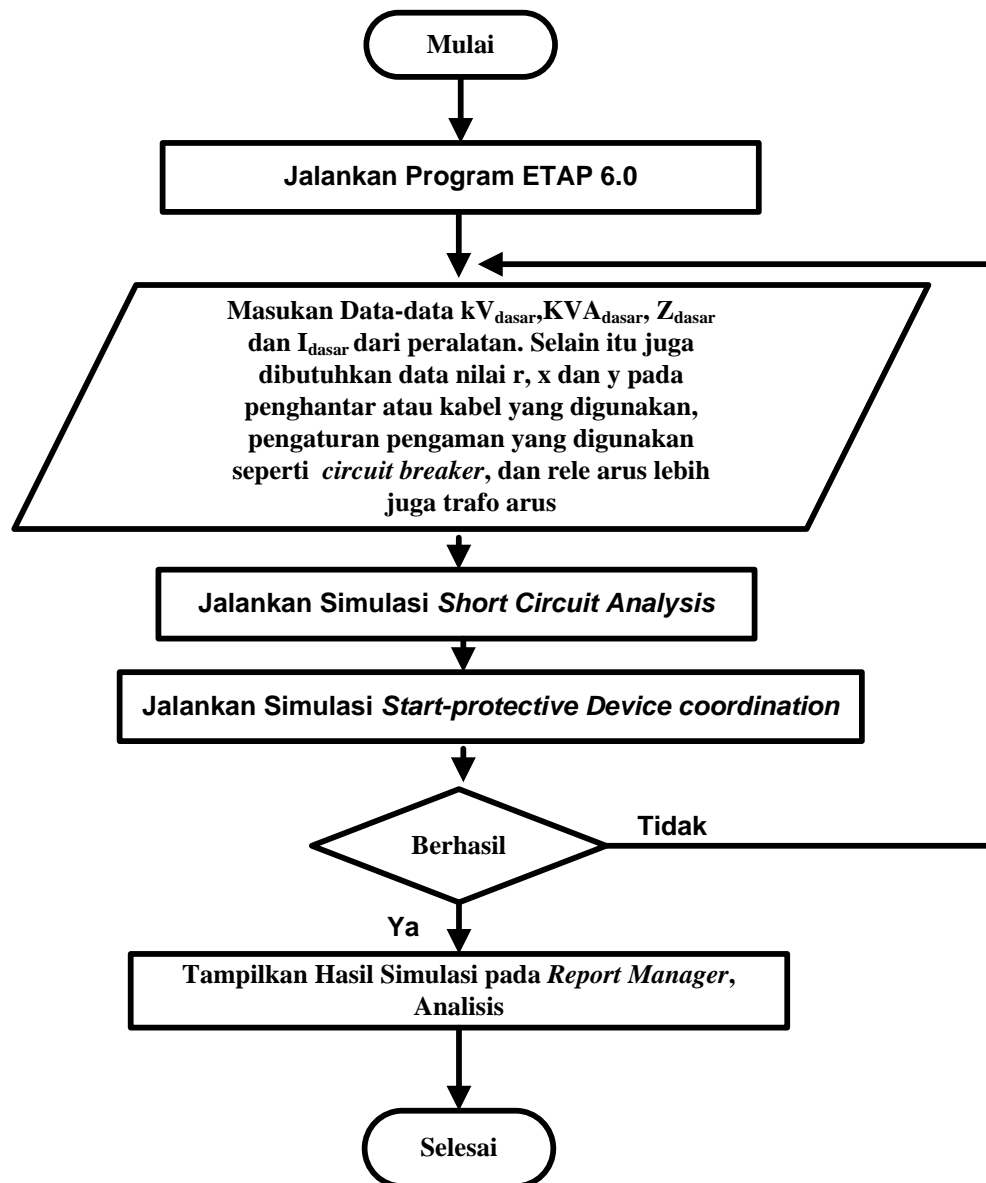 Mulai
Jalankan Program ETAP 6.0
Masukan Data-data kVdasar,KVAdasar, Zdasar
dan Idasar dari peralatan. Selain itu juga
dibutuhkan data nilai r, x dan y pada
penghantar atau kabel yang digunakan,
pengaturan pengaman yang digunakan
seperti circuit breaker, dan rele arus lebih
juga trafo arus
Jalankan Simulasi Short Circuit Analysis
Jalankan Simulasi Start-protective Device coordination
Berhasil
Tidak
Ya
Tampilkan Hasil Simulasi pada Report Manager,
Analisis
Selesai